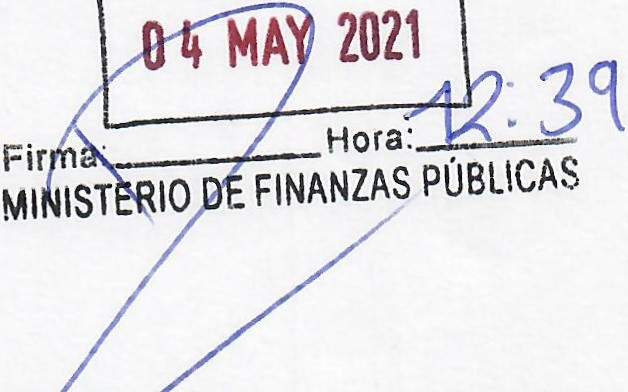 04 MAY 2021
Firma: Hora: 12:39
MINISTERIO DE FINANZAS PÚBLICAS